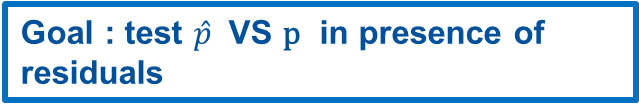 Goal : test p̂ VS p in presence of
residuals